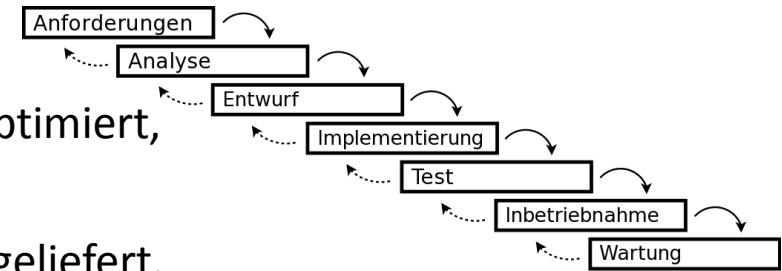 Anforderungen
Analyse
Entwurf
Implementierung
Test
Inbetriebnahme
Wartung